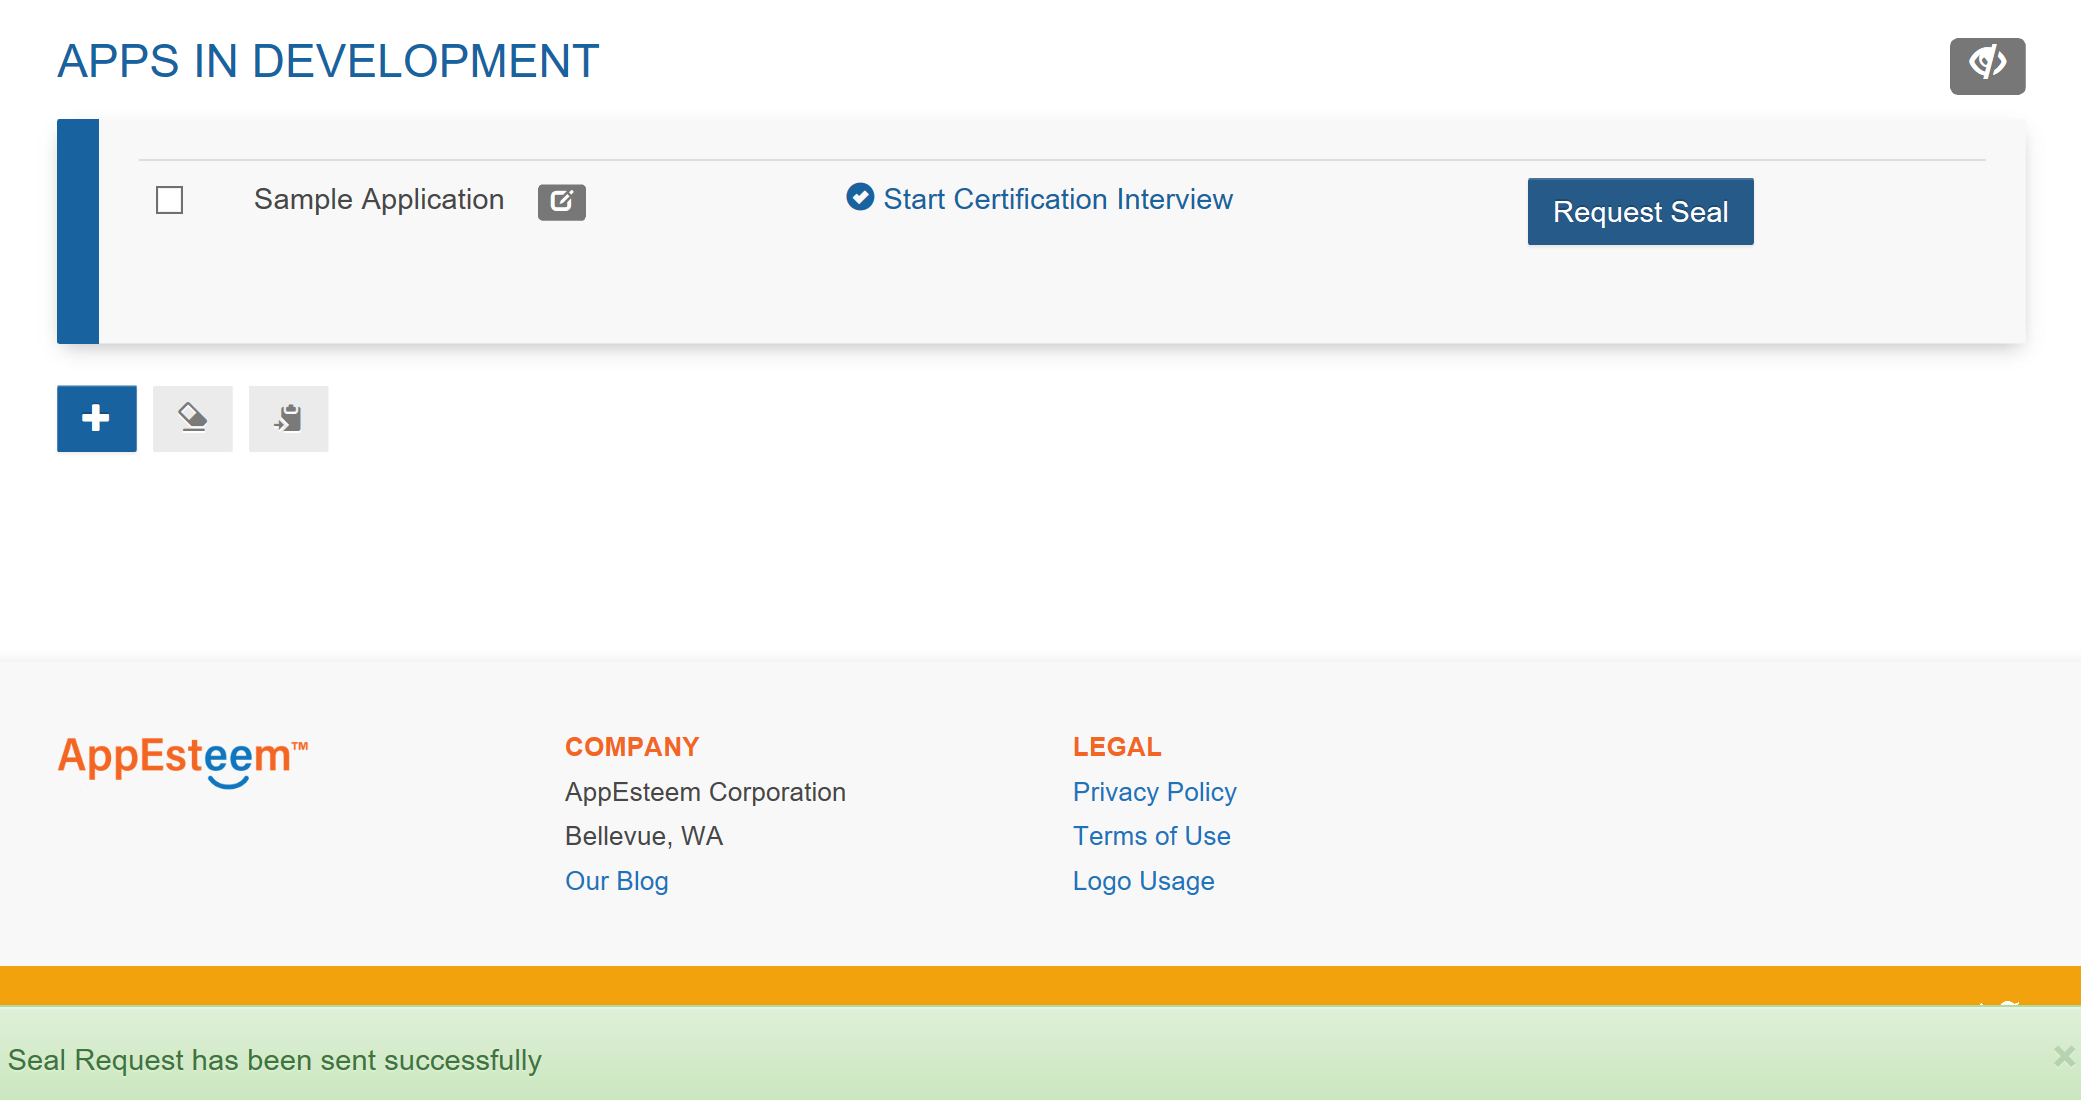 APPS IN DEVELOPMENT
Sample Application
Start Certification Interview
Request Seal
AppEsteem™
COMPANY
AppEsteem Corporation
Bellevue, WA
Our Blog
LEGAL
Privacy Policy
Terms of Use
Logo Usage
Seal Request has been sent successfully
×